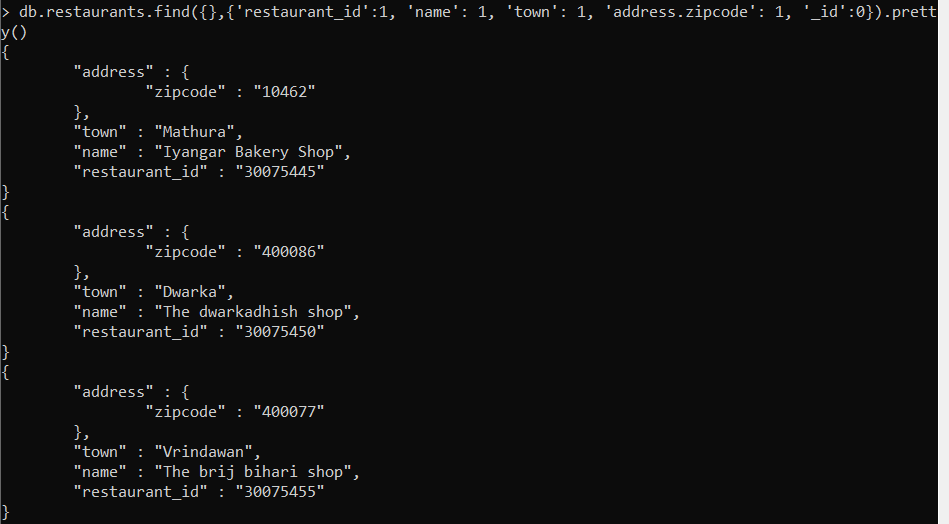 > db.restaurants.find({},{'restaurant_id':1, 'name': 1, 'town': 1, 'address.zipcode': 1, '_id':0}).prett
y()
{
        "address" : {
                "zipcode" : "10462"
        },
        "town" : "Mathura",
        "name" : "Iyangar Bakery Shop",
        "restaurant_id" : "30075445"
}
{
        "address" : {
                "zipcode" : "400086"
        },
        "town" : "Dwarka",
        "name" : "The dwarkadhish shop",
        "restaurant_id" : "30075450"
}
{
        "address" : {
                "zipcode" : "400077"
        },
        "town" : "Vrindawan",
        "name" : "The brij bihari shop",
        "restaurant_id" : "30075455"
}